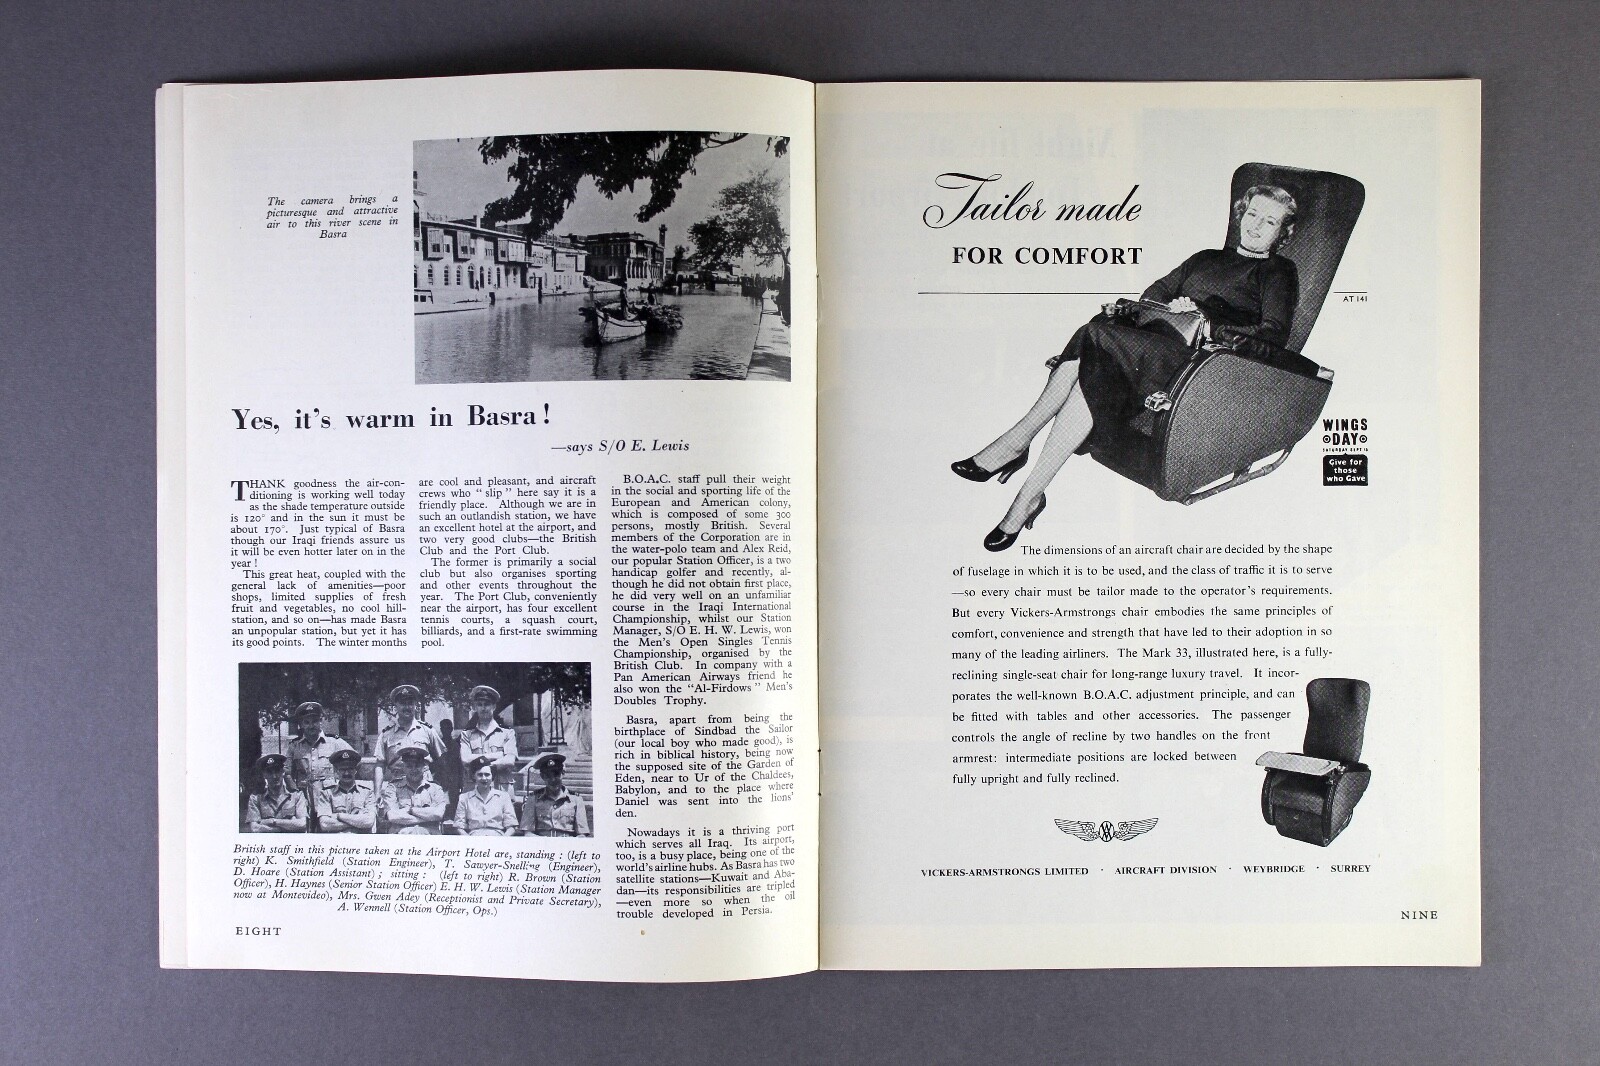 The camera brings a
picturesque and attractive
air to this river scene in
Basra
Yes, it's warm in Basra!
—says S/O E. Lewis
THANK goodness the air-con-
ditioning is working well today
as the shade temperature outside
is 120° and in the sun it must be
about 170°. Just typical of Basra
though our Iraqi friends assure us
it will be even hotter later on in the
year!
This great heat, coupled with the
general lack of amenities—poor
shops, limited supplies of fresh
fruit and vegetables, no cool hill-
station, and so on—has made Basra
an unpopular station, but yet it has
its good points. The winter months
are cool and pleasant, and aircraft
crews who "slip" here say it is a
friendly place. Although we are in
such an outlandish station, we have
an excellent hotel at the airport, and
two very good clubs—the British
Club and the Port Club.
The former is primarily a social
club but also organises sporting
and other events throughout the
year. The Port Club, conveniently
near the airport, has four excellent
tennis courts, a squash court,
billiards, and a first-rate swimming
pool.
B.O.A.C. staff pull their weight
in the social and sporting life of the
European and American colony,
which is composed of some 300
persons, mostly British. Several
members of the Corporation are in
the water-polo team and Alex Reid,
our popular Station Officer, is a two
handicap golfer and recently, al-
though he did not obtain first place,
he did very well on an unfamiliar
course in the Iraqi International
Championship, whilst our Station
Manager, S/O E. H. W. Lewis, won
the Men's Open Singles Tennis
Championship, organised by the
British Club. In company with a
Pan American Airways friend he
also won the "Al-Firdows" Men's
Doubles Trophy.
Basra, apart from being the
birthplace of Sindbad the Sailor
(our local boy who made good), is
rich in biblical history, being now
the supposed site of the Garden of
Eden, near to Ur of the Chaldees,
Babylon, and to the place where
Daniel was sent into the lions'
den.
Nowadays it is a thriving port
which serves all Iraq. Its airport,
too, is a busy place, being one of the
world's airline hubs. As Basra has two
satellite stations—Kuwait and Aba-
dan—its responsibilities are tripled
—even more so when the oil
trouble developed in Persia.
British staff in this picture taken at the Airport Hotel are, standing : (left to
right) K. Smithfield (Station Engineer), T. Sawyer-Snelling (Engineer),
D. Hoare (Station Assistant) ; sitting : (left to right) R. Brown (Station
Officer), H. Haynes (Senior Station Officer) E. H. W. Lewis (Station Manager
now at Montevideo), Mrs. Gwen Adey (Receptionist and Private Secretary),
A. Wennell (Station Officer, Ops.)
EIGHT
Tailor made
FOR COMFORT
AT 141
WINGS
DAY
SATURDAY SEPT 15
Give for
those
who Gave
The dimensions of an aircraft chair are decided by the shape
of fuselage in which it is to be used, and the class of traffic it is to serve
—so every chair must be tailor made to the operator's requirements.
But every Vickers-Armstrongs chair embodies the same principles of
comfort, convenience and strength that have led to their adoption in so
many of the leading airliners. The Mark 33, illustrated here, is a fully-
reclining single-seat chair for long-range luxury travel. It incor-
porates the well-known B.O.A.C. adjustment principle, and can
be fitted with tables and other accessories. The passenger
controls the angle of recline by two handles on the front
armrest: intermediate positions are locked between
fully upright and fully reclined.
VICKERS-ARMSTRONGS LIMITED · AIRCRAFT DIVISION · WEYBRIDGE · SURREY
NINE